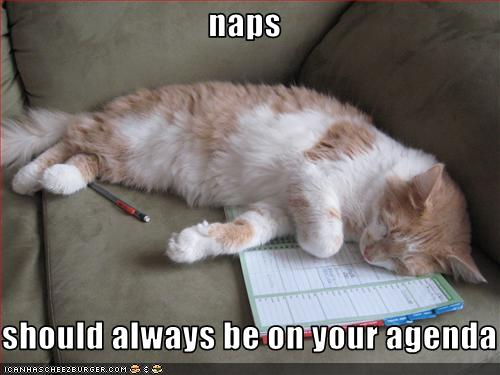 naps
should always be on your agenda
ICANHASCHEEZBURGER.COM